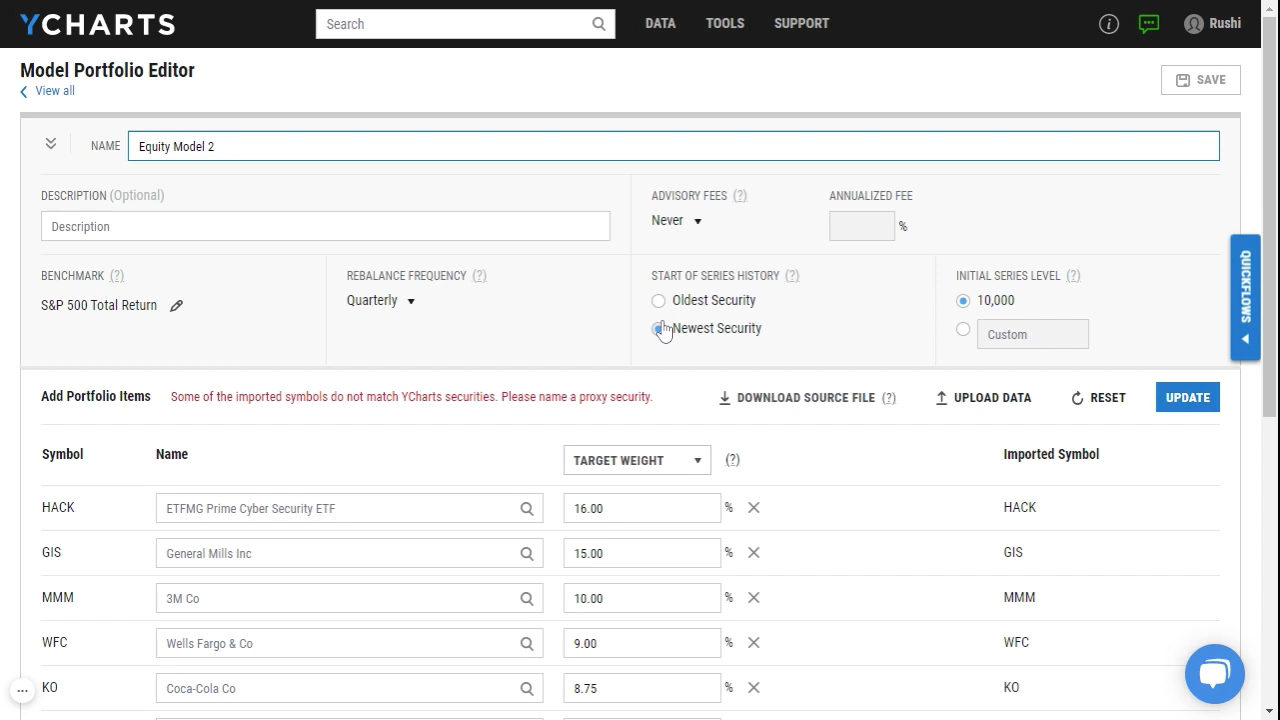 YCHARTS
Search
DATA
TOOLS
SUPPORT
Rushi
Model Portfolio Editor
View all
SAVE
NAME
Equity Model 2
DESCRIPTION (Optional)
Description
ADVISORY FEES (?)
Never
ANNUALIZED FEE
%
BENCHMARK (?)
S&P 500 Total Return
REBALANCE FREQUENCY (?)
Quarterly
START OF SERIES HISTORY (?)
Oldest Security
Newest Security
INITIAL SERIES LEVEL (?)
10,000
Custom
QUICKFLOWS
Add Portfolio Items
Some of the imported symbols do not match YCharts securities. Please name a proxy security.
DOWNLOAD SOURCE FILE (?)
UPLOAD DATA
RESET
UPDATE
Symbol Name TARGET WEIGHT (?) Imported Symbol
HACK ETFMG Prime Cyber Security ETF 16.00 % HACK
GIS General Mills Inc 15.00 % GIS
MMM 3M Co 10.00 % MMM
WFC Wells Fargo & Co 9.00 % WFC
KO Coca-Cola Co 8.75 % KO